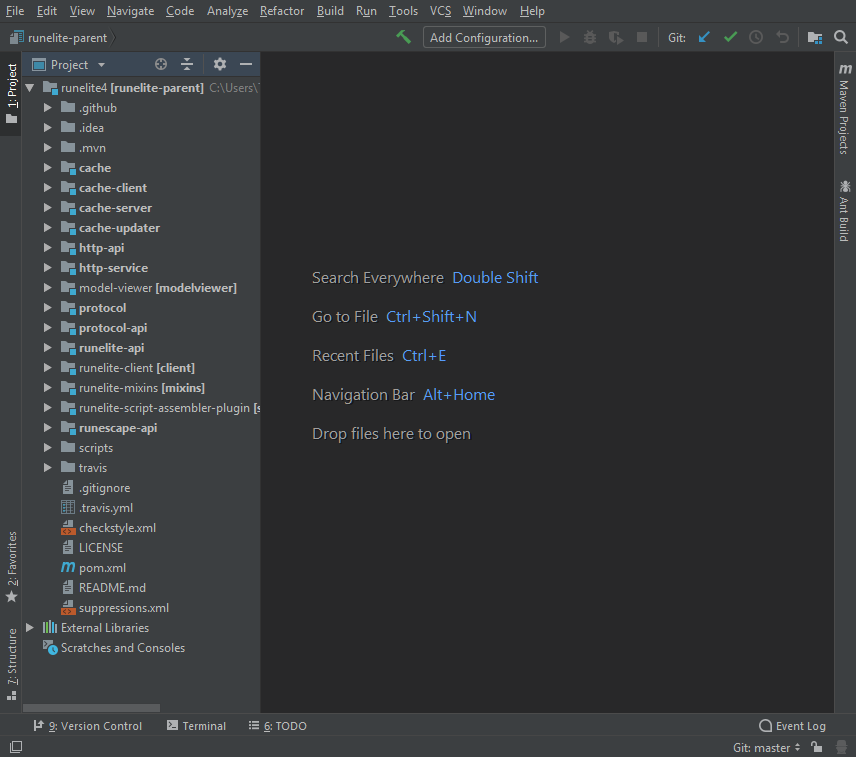 File Edit View Navigate Code Analyze Refactor Build Run Tools VCS Window Help
runelite-parent
Add Configuration...
Git:
Project
1: Project
runelite4 [runelite-parent] C:\Users\
.github
.idea
.mvn
cache
cache-client
cache-server
cache-updater
http-api
http-service
model-viewer [modelviewer]
protocol
protocol-api
runelite-api
runelite-client [client]
runelite-mixins [mixins]
runelite-script-assembler-plugin [s
runescape-api
scripts
travis
.gitignore
.travis.yml
checkstyle.xml
LICENSE
pom.xml
README.md
suppressions.xml
External Libraries
Scratches and Consoles
2: Favorites
7: Structure
Search Everywhere Double Shift
Go to File Ctrl+Shift+N
Recent Files Ctrl+E
Navigation Bar Alt+Home
Drop files here to open
Maven Projects
Ant Build
9: Version Control Terminal 6: TODO Event Log
Git: master